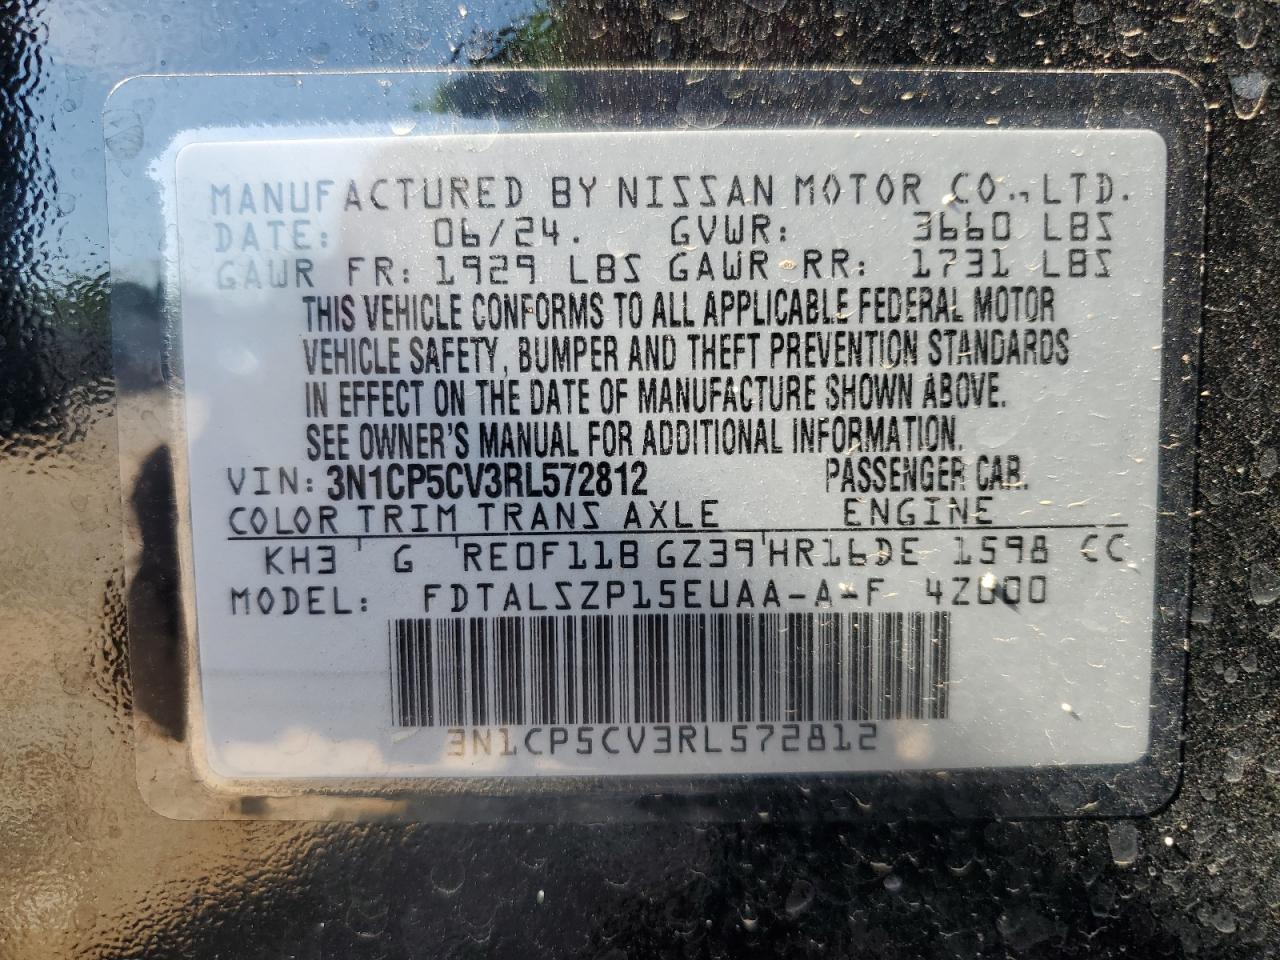 MANUFACTURED BY NISSAN MOTOR CO., LTD.
DATE: 06/24. GVWR: 3660 LBS
GAWR FR: 1929 LBS GAWR RR: 1731 LBS
THIS VEHICLE CONFORMS TO ALL APPLICABLE FEDERAL MOTOR
VEHICLE SAFETY, BUMPER AND THEFT PREVENTION STANDARDS
IN EFFECT ON THE DATE OF MANUFACTURE SHOWN ABOVE.
SEE OWNER'S MANUAL FOR ADDITIONAL INFORMATION.
VIN: 3N1CP5CV3RL572812 PASSENGER CAR.
COLOR TRIM TRANS AXLE ENGINE
KH3 G RE0F11B GZ39 HR16DE 1598 CC
MODEL: FDTALSZP15EUAA-A-F 4Z000
3N1CP5CV3RL572812